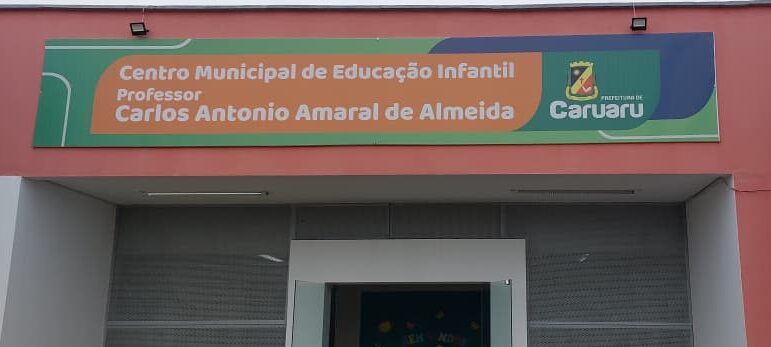 Centro Municipal de Educação Infantil
Professor
Carlos Antonio Amaral de Almeida
PREFEITURA DE
Caruaru